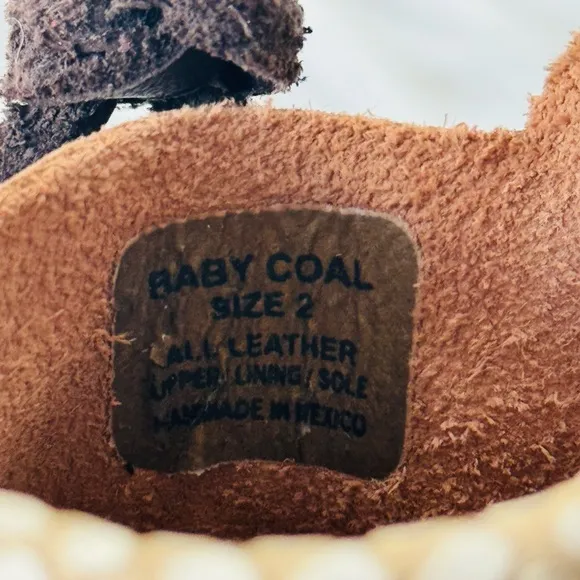 BABY COAL
SIZE 2
ALL LEATHER
UPPER / LINING / SOLE
HANDMADE IN MEXICO